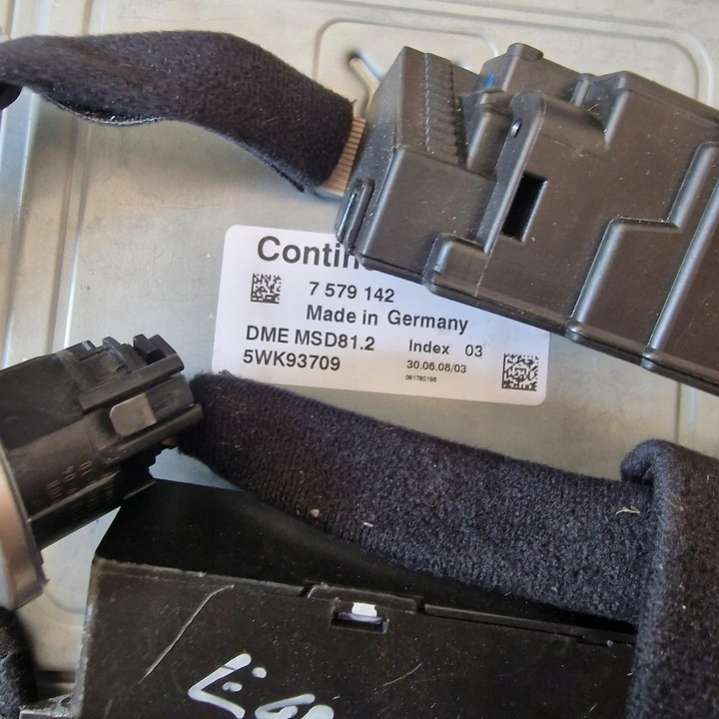 Contin
7 579 142
Made in Germany
DME MSD81.2 Index 03
5WK93709 30.06.08/03